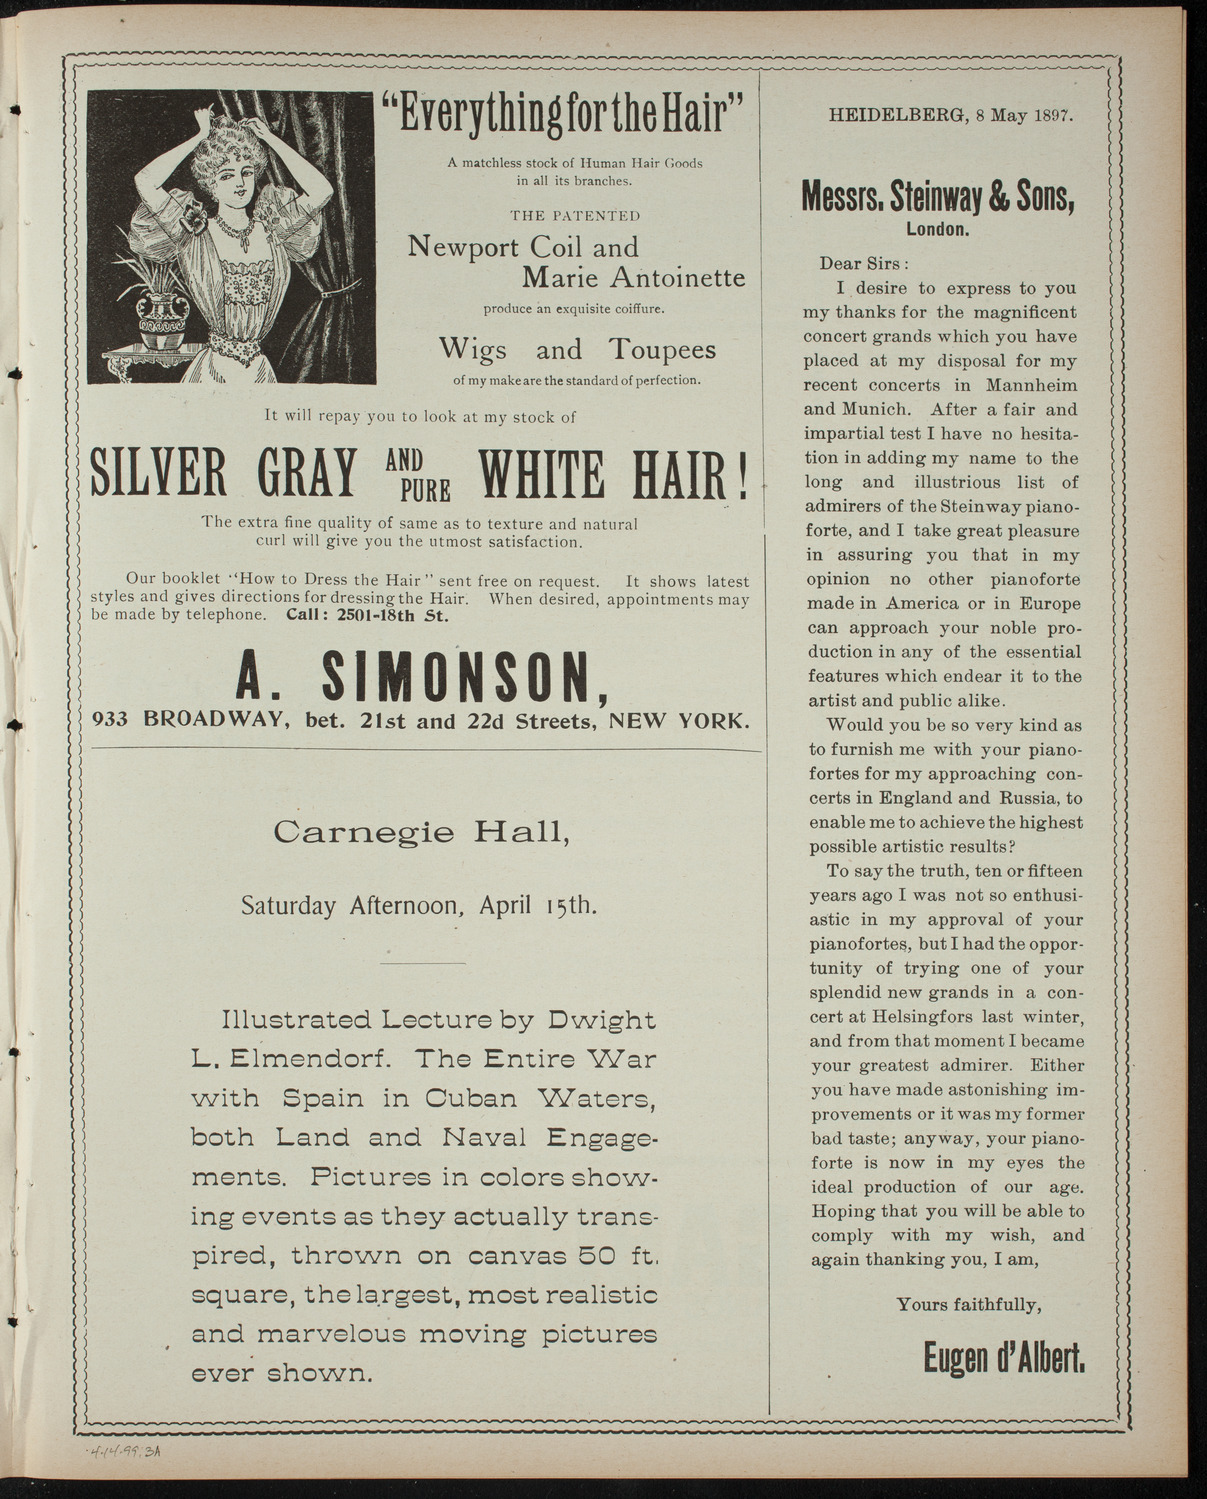 "Everything for the Hair"
A matchless stock of Human Hair Goods
in all its branches.
THE PATENTED
Newport Coil and
Marie Antoinette
produce an exquisite coiffure.
Wigs and Toupees
of my make are the standard of perfection.
It will repay you to look at my stock of
SILVER GRAY AND PURE WHITE HAIR!
The extra fine quality of same as to texture and natural
curl will give you the utmost satisfaction.
Our booklet "How to Dress the Hair" sent free on request. It shows latest
styles and gives directions for dressing the Hair. When desired, appointments may
be made by telephone. Call: 2501-18th St.
A. SIMONSON,
933 BROADWAY, bet. 21st and 22d Streets, NEW YORK.
Carnegie Hall,
Saturday Afternoon, April 15th.
Illustrated Lecture by Dwight
L. Elmendorf. The Entire War
with Spain in Cuban Waters,
both Land and Naval Engage-
ments. Pictures in colors show-
ing events as they actually trans-
pired, thrown on canvas 50 ft.
square, the largest, most realistic
and marvelous moving pictures
ever shown.
HEIDELBERG, 8 May 1897.
Messrs. Steinway & Sons,
London.
Dear Sirs:
I desire to express to you
my thanks for the magnificent
concert grands which you have
placed at my disposal for my
recent concerts in Mannheim
and Munich. After a fair and
impartial test I have no hesita-
tion in adding my name to the
long and illustrious list of
admirers of the Steinway piano-
forte, and I take great pleasure
in assuring you that in my
opinion no other pianoforte
made in America or in Europe
can approach your noble pro-
duction in any of the essential
features which endear it to the
artist and public alike.
Would you be so very kind as
to furnish me with your piano-
fortes for my approaching con-
certs in England and Russia, to
enable me to achieve the highest
possible artistic results?
To say the truth, ten or fifteen
years ago I was not so enthusi-
astic in my approval of your
pianofortes, but I had the oppor-
tunity of trying one of your
splendid new grands in a con-
cert at Helsingfors last winter,
and from that moment I became
your greatest admirer. Either
you have made astonishing im-
provements or it was my former
bad taste; anyway, your piano-
forte is now in my eyes the
ideal production of our age.
Hoping that you will be able to
comply with my wish, and
again thanking you, I am,
Yours faithfully,
Eugen d'Albert.
4.14.99.3A